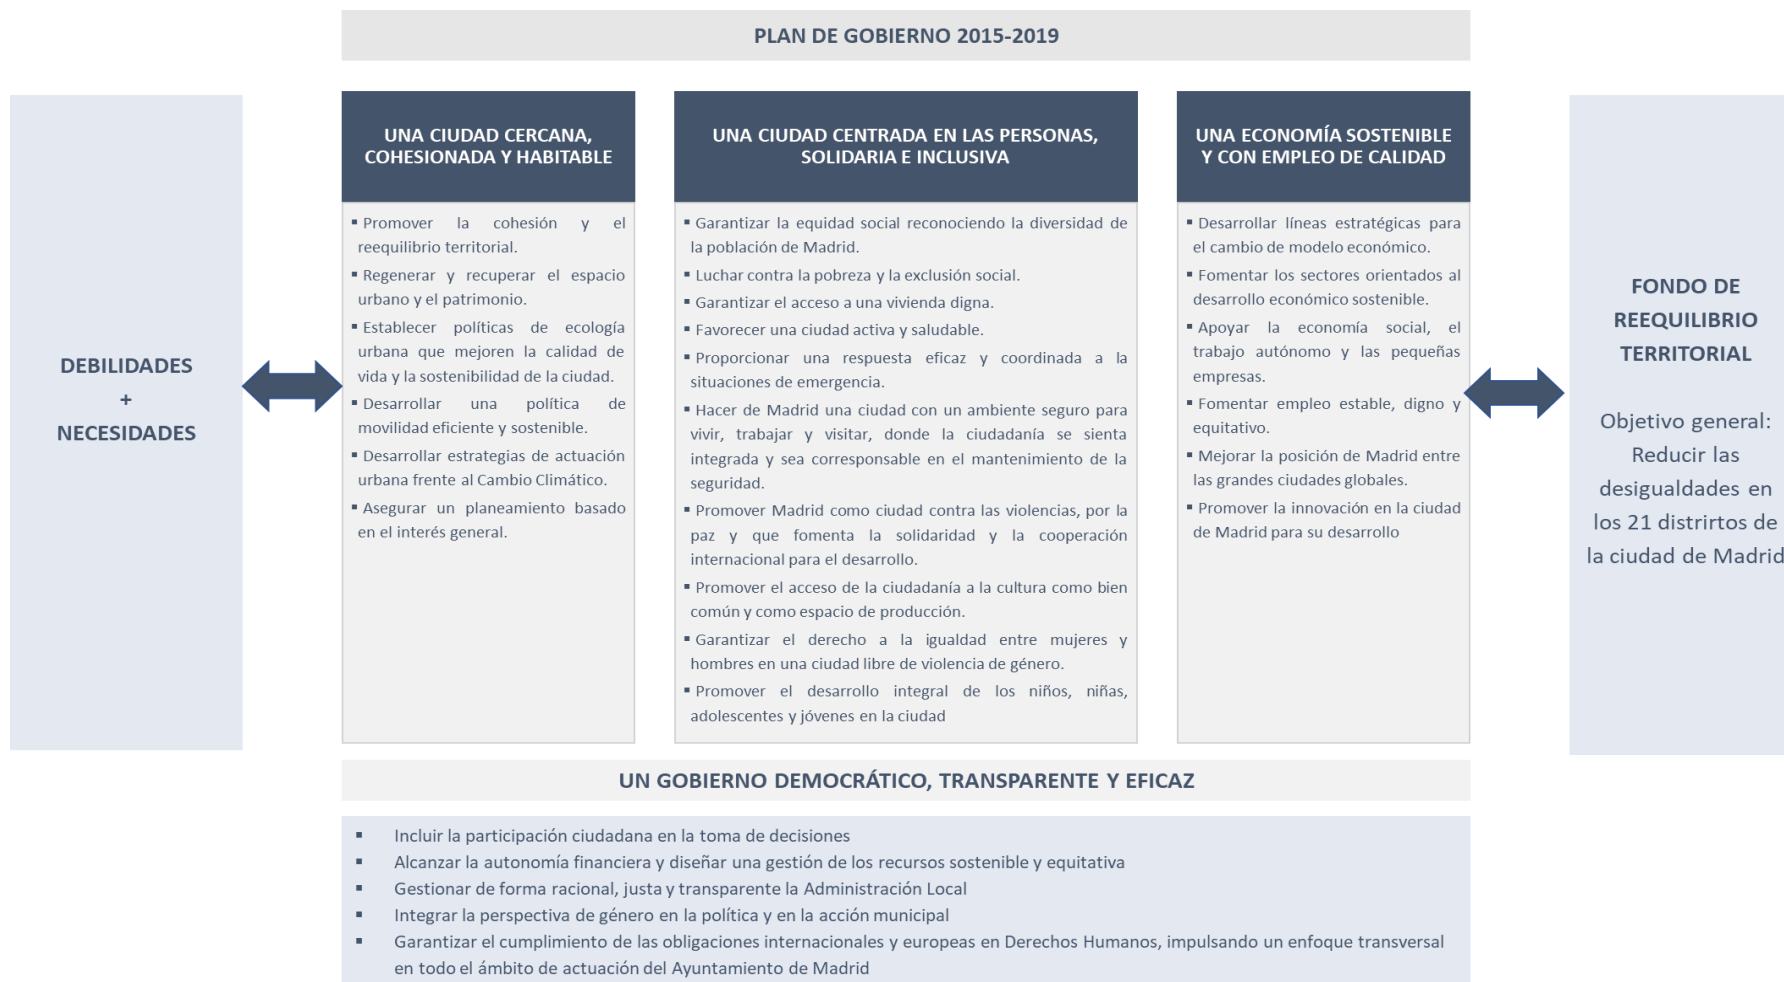 PLAN DE GOBIERNO 2015-2019
DEBILIDADES
+
NECESIDADES
UNA CIUDAD CERCANA,
COHESIONADA Y HABITABLE
▪ Promover la cohesión y el
reequilibrio territorial.
▪ Regenerar y recuperar el espacio
urbano y el patrimonio.
▪ Establecer políticas de ecología
urbana que mejoren la calidad de
vida y la sostenibilidad de la ciudad.
▪ Desarrollar una política de
movilidad eficiente y sostenible.
▪ Desarrollar estrategias de actuación
urbana frente al Cambio Climático.
▪ Asegurar un planeamiento basado
en el interés general.
UNA CIUDAD CENTRADA EN LAS PERSONAS,
SOLIDARIA E INCLUSIVA
▪ Garantizar la equidad social reconociendo la diversidad de
la población de Madrid.
▪ Luchar contra la pobreza y la exclusión social.
▪ Garantizar el acceso a una vivienda digna.
▪ Favorecer una ciudad activa y saludable.
▪ Proporcionar una respuesta eficaz y coordinada a la
situaciones de emergencia.
▪ Hacer de Madrid una ciudad con un ambiente seguro para
vivir, trabajar y visitar, donde la ciudadanía se sienta
integrada y sea corresponsable en el mantenimiento de la
seguridad.
▪ Promover Madrid como ciudad contra las violencias, por la
paz y que fomenta la solidaridad y la cooperación
internacional para el desarrollo.
▪ Promover el acceso de la ciudadanía a la cultura como bien
común y como espacio de producción.
▪ Garantizar el derecho a la igualdad entre mujeres y
hombres en una ciudad libre de violencia de género.
▪ Promover el desarrollo integral de los niños, niñas,
adolescentes y jóvenes en la ciudad
UNA ECONOMÍA SOSTENIBLE
Y CON EMPLEO DE CALIDAD
▪ Desarrollar líneas estratégicas para
el cambio de modelo económico.
▪ Fomentar los sectores orientados al
desarrollo económico sostenible.
▪ Apoyar la economía social, el
trabajo autónomo y las pequeñas
empresas.
▪ Fomentar empleo estable, digno y
equitativo.
▪ Mejorar la posición de Madrid entre
las grandes ciudades globales.
▪ Promover la innovación en la ciudad
de Madrid para su desarrollo
FONDO DE
REEQUILIBRIO
TERRITORIAL
Objetivo general:
Reducir las
desigualdades en
los 21 distrirtos de
la ciudad de Madrid
UN GOBIERNO DEMOCRÁTICO, TRANSPARENTE Y EFICAZ
▪ Incluir la participación ciudadana en la toma de decisiones
▪ Alcanzar la autonomía financiera y diseñar una gestión de los recursos sostenible y equitativa
▪ Gestionar de forma racional, justa y transparente la Administración Local
▪ Integrar la perspectiva de género en la política y en la acción municipal
▪ Garantizar el cumplimiento de las obligaciones internacionales y europeas en Derechos Humanos, impulsando un enfoque transversal
en todo el ámbito de actuación del Ayuntamiento de Madrid